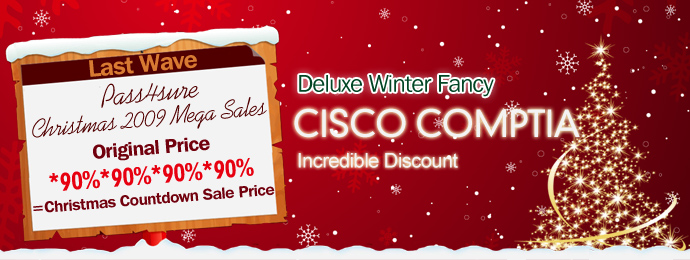 Last Wave
Pass4sure
Christmas 2009 Mega Sales
Original Price
*90%*90%*90%*90%
=Christmas Countdown Sale Price
Deluxe Winter Fancy
CISCO COMPTIA
Incredible Discount